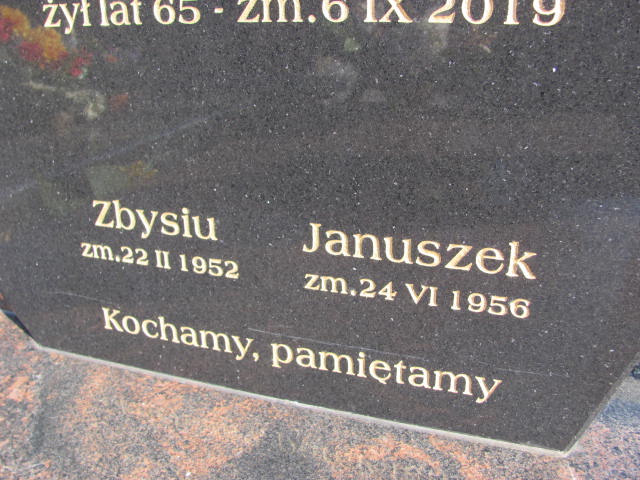 żył lat 65 - zm.6 IX 2019
Zbysiu
zm.22 II 1952
Januszek
zm.24 VI 1956
Kochamy, pamiętamy